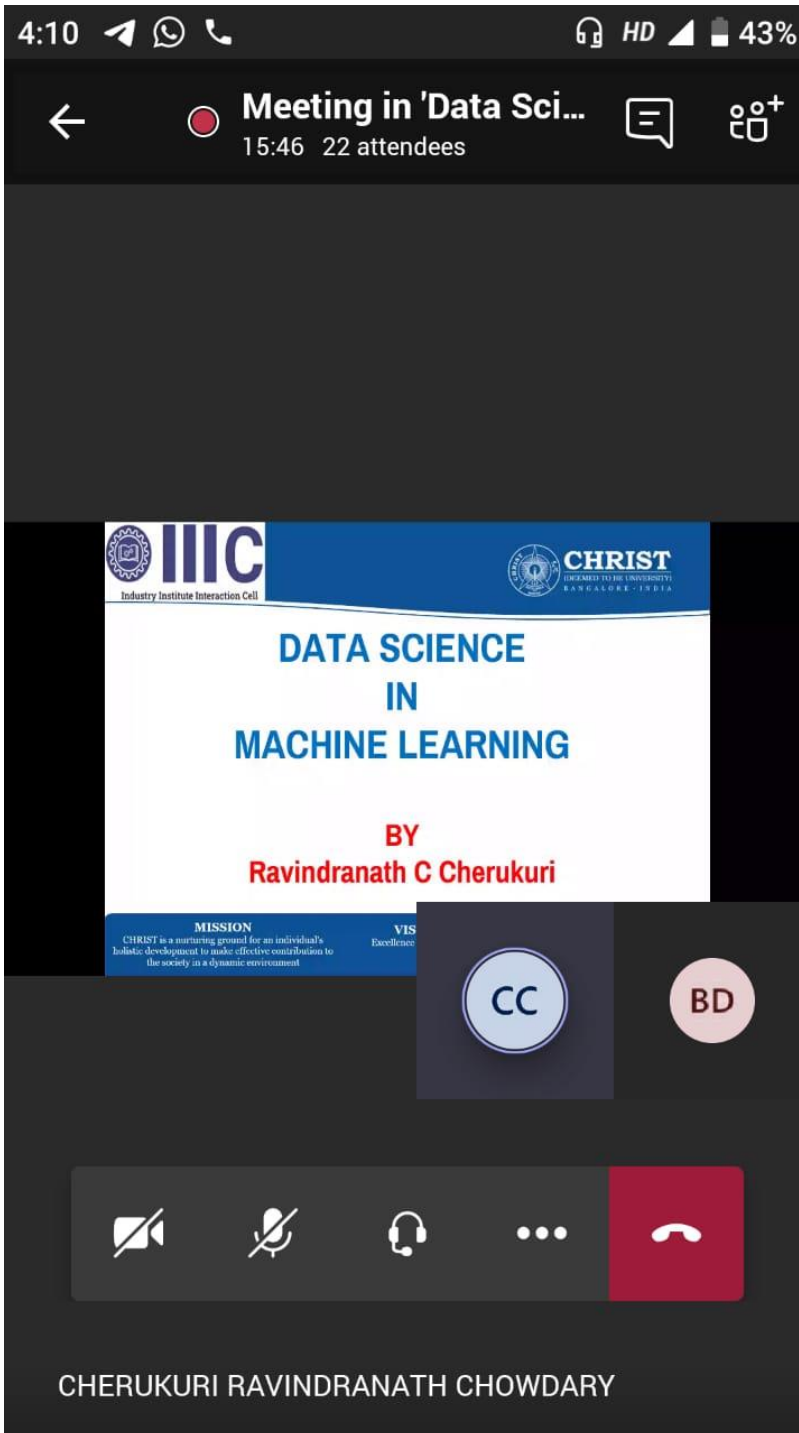 4:10
HD
43%
Meeting in 'Data Sci...
15:46 22 attendees
IIIC
Industry Institute Interaction Cell
CHRIST
(DEEMED TO BE UNIVERSITY)
BANGALORE · INDIA
DATA SCIENCE
IN
MACHINE LEARNING
BY
Ravindranath C Cherukuri
MISSION
CHRIST is a nurturing ground for an individual's
holistic development to make effective contribution to
the society in a dynamic environment
VIS
Excellence
CC
BD
CHERUKURI RAVINDRANATH CHOWDARY